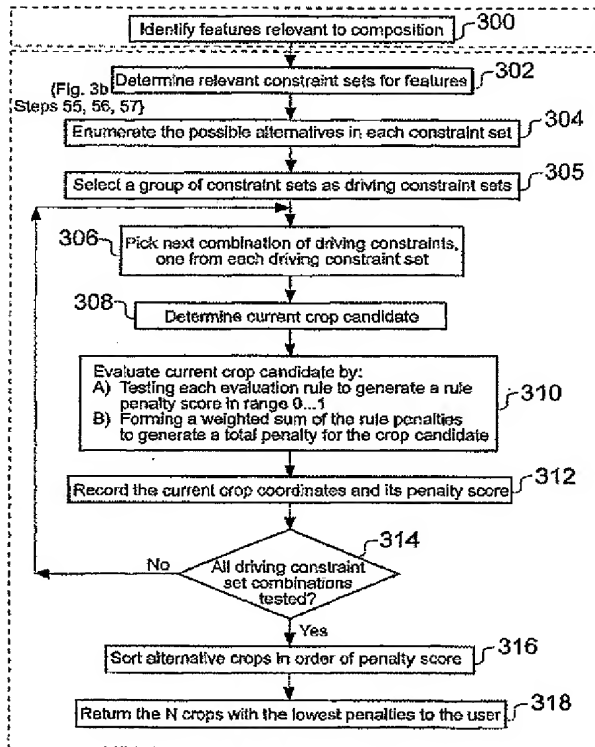 Identify features relevant to composition
300
Determine relevant constraint sets for features
302
{Fig. 3b
Steps 55, 56, 57}
Enumerate the possible alternatives in each constraint set
304
Select a group of constraint sets as driving constraint sets
305
306
Pick next combination of driving constraints,
one from each driving constraint set
308
Determine current crop candidate
Evaluate current crop candidate by:
A) Testing each evaluation rule to generate a rule
penalty score in range 0...1
B) Forming a weighted sum of the rule penalties
to generate a total penalty for the crop candidate
310
Record the current crop coordinates and its penalty score
312
314
No
All driving constraint
set combinations
tested?
Yes
Sort alternative crops in order of penalty score
316
Return the N crops with the lowest penalties to the user
318